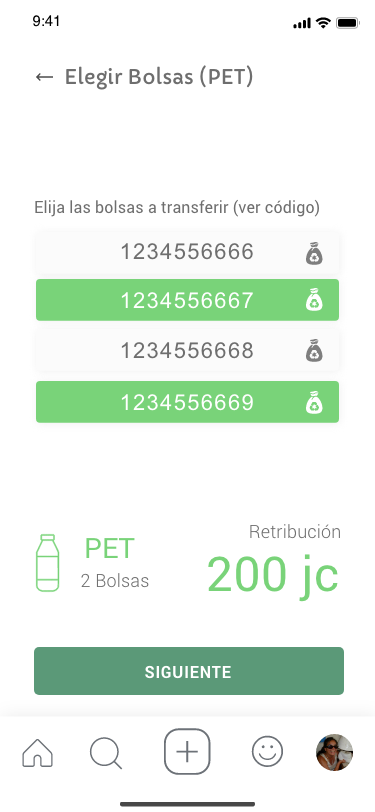 9:41
← Elegir Bolsas (PET)
Elija las bolsas a transferir (ver código)
1234556666
1234556667
1234556668
1234556669
PET
2 Bolsas
Retribución
200 jc
SIGUIENTE